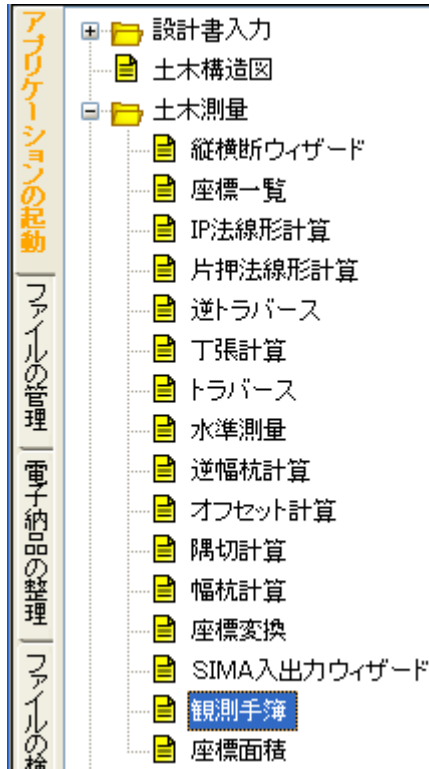 アプリケーションの起動
ファイルの管理
電子納品の整理
ファイルの検
設計書入力
土木構造図
土木測量
縦横断ウィザード
座標一覧
IP法線形計算
片押法線形計算
逆トラバース
丁張計算
トラバース
水準測量
逆幅杭計算
オフセット計算
隅切計算
幅杭計算
座標変換
SIMA入出力ウィザード
観測手簿
座標面積